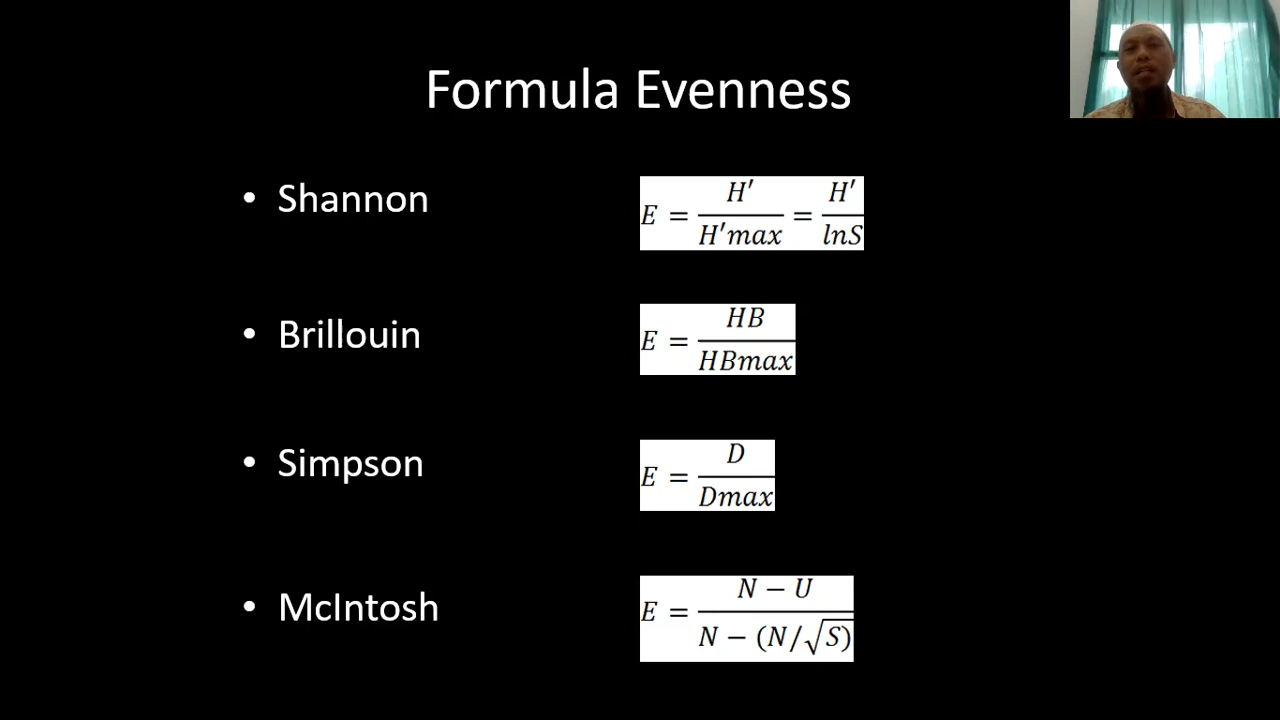 Formula Evenness
• Shannon
E = H′/H′max = H′/lnS
• Brillouin
E = HB/HBmax
• Simpson
E = D/Dmax
• McIntosh
E = N − U/N − (N/√S)